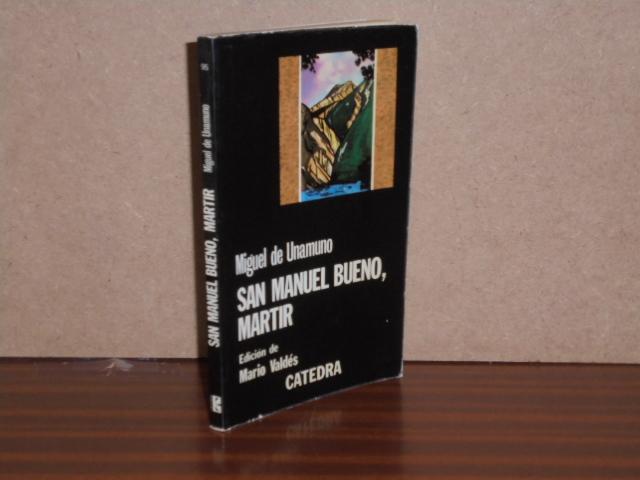 Miguel de Unamuno
SAN MANUEL BUENO,
MARTIR
Edición de
Mario Valdés
CATEDRA
SAN MANUEL BUENO, MARTIR Miguel de Unamuno